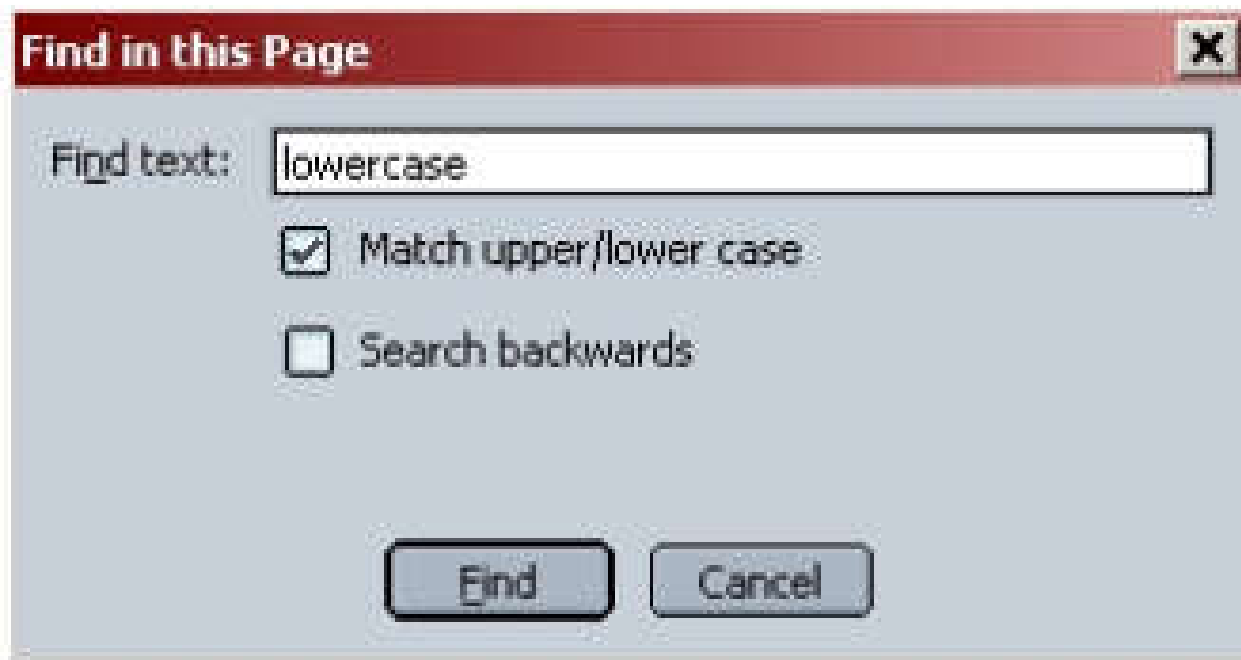 Find in this Page
Find text: lowercase
Match upper/lower case
Search backwards
Find Cancel